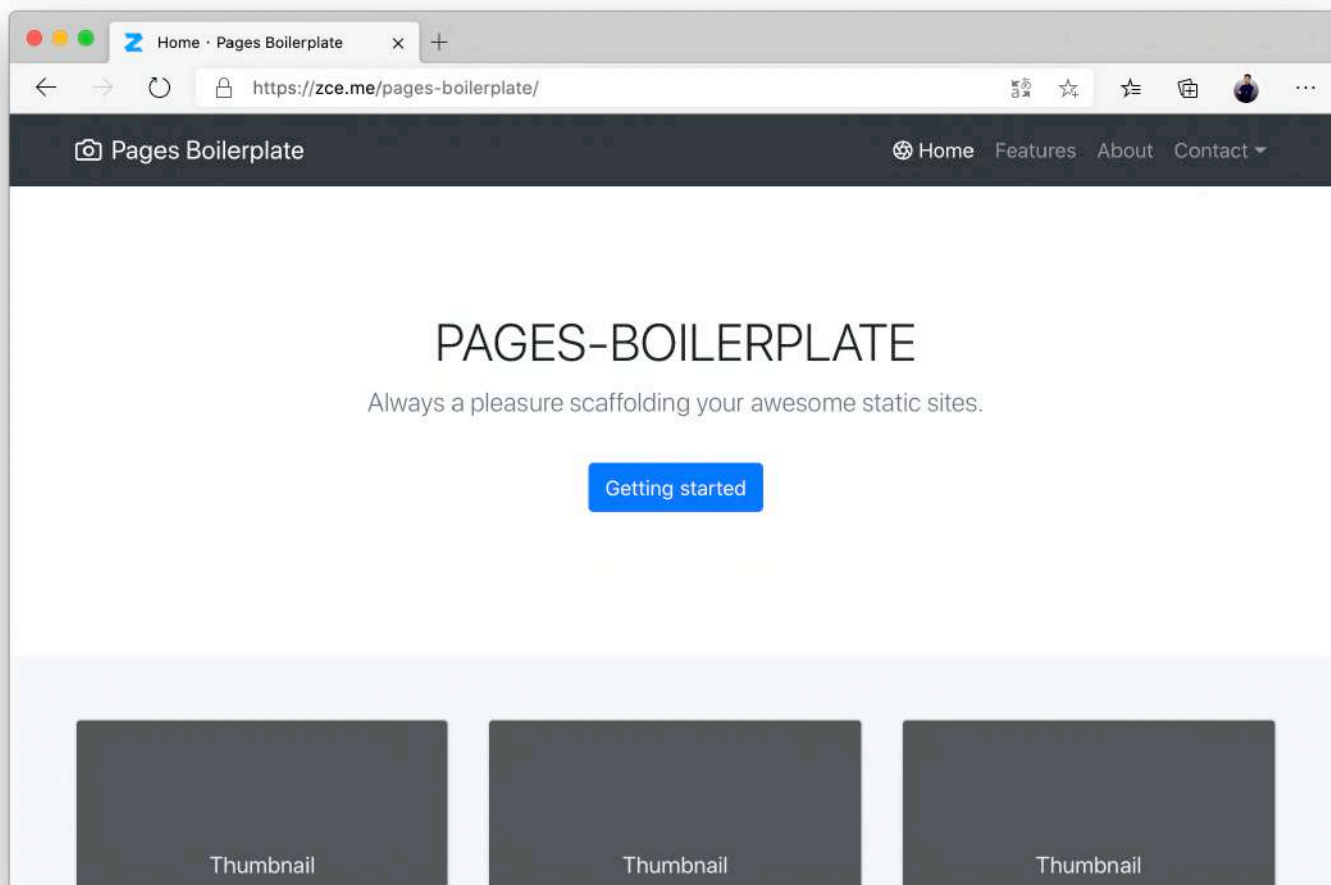 Home · Pages Boilerplate
https://zce.me/pages-boilerplate/
Pages Boilerplate
Home Features About Contact
PAGES-BOILERPLATE
Always a pleasure scaffolding your awesome static sites.
Getting started
Thumbnail Thumbnail Thumbnail